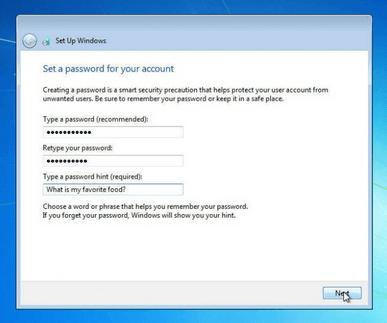 Set Up Windows
Set a password for your account
Creating a password is a smart security precaution that helps protect your user account from
unwanted users. Be sure to remember your password or keep it in a safe place.
Type a password (recommended):
●●●●●●●●●●●
Retype your password:
●●●●●●●●●●
Type a password hint (required):
What is my favorite food?
Choose a word or phrase that helps you remember your password.
If you forget your password, Windows will show you your hint.
Next